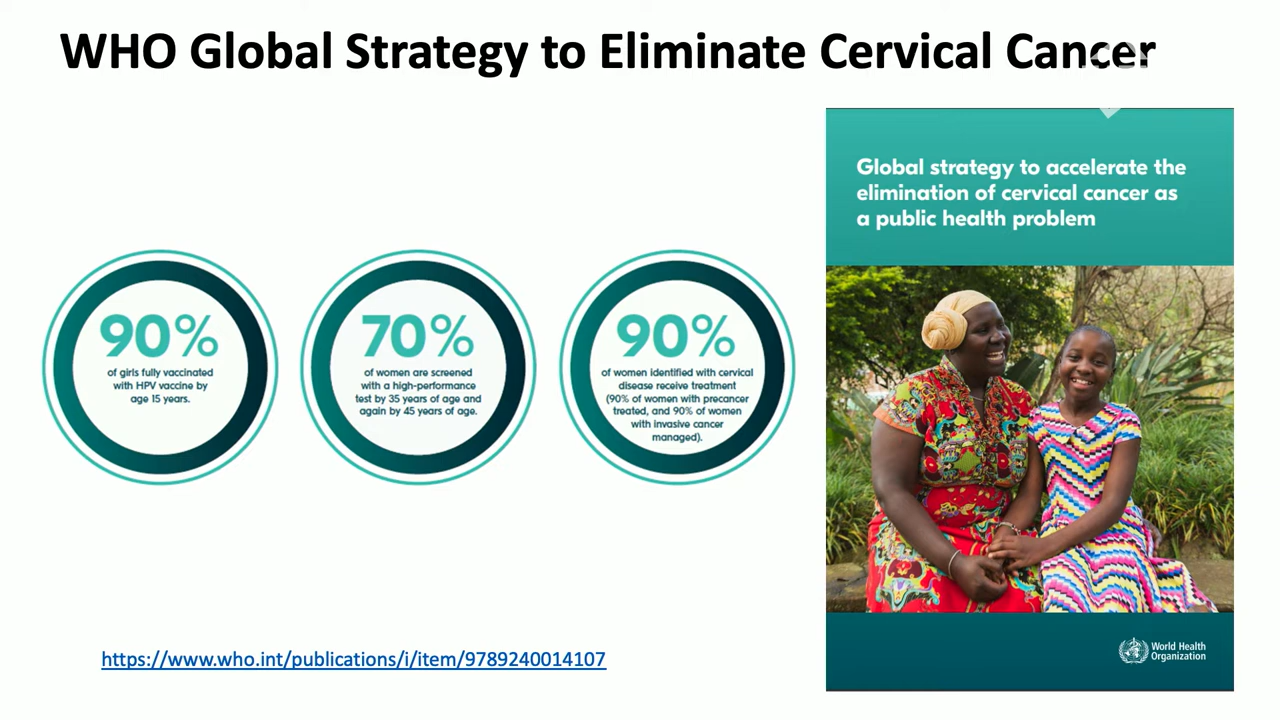 WHO Global Strategy to Eliminate Cervical Cancer
90%
of girls fully vaccinated
with HPV vaccine by
age 15 years.
70%
of women are screened
with a high-performance
test by 35 years of age and
again by 45 years of age.
90%
of women identified with cervical
disease receive treatment
(90% of women with precancer
treated, and 90% of women
with invasive cancer
managed).
Global strategy to accelerate the
elimination of cervical cancer as
a public health problem
World Health
Organization
https://www.who.int/publications/i/item/9789240014107